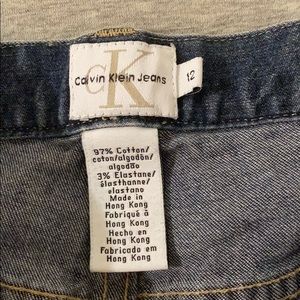 CK
Calvin Klein Jeans
12
97% Cotton/
coton/algodón/
algodão
3% Elastane/
élasthanne/
elastano
Made in
Hong Kong
Fabriqué à
Hong Kong
Hecho en
Hong Kong
Fabricado em
Hong Kong